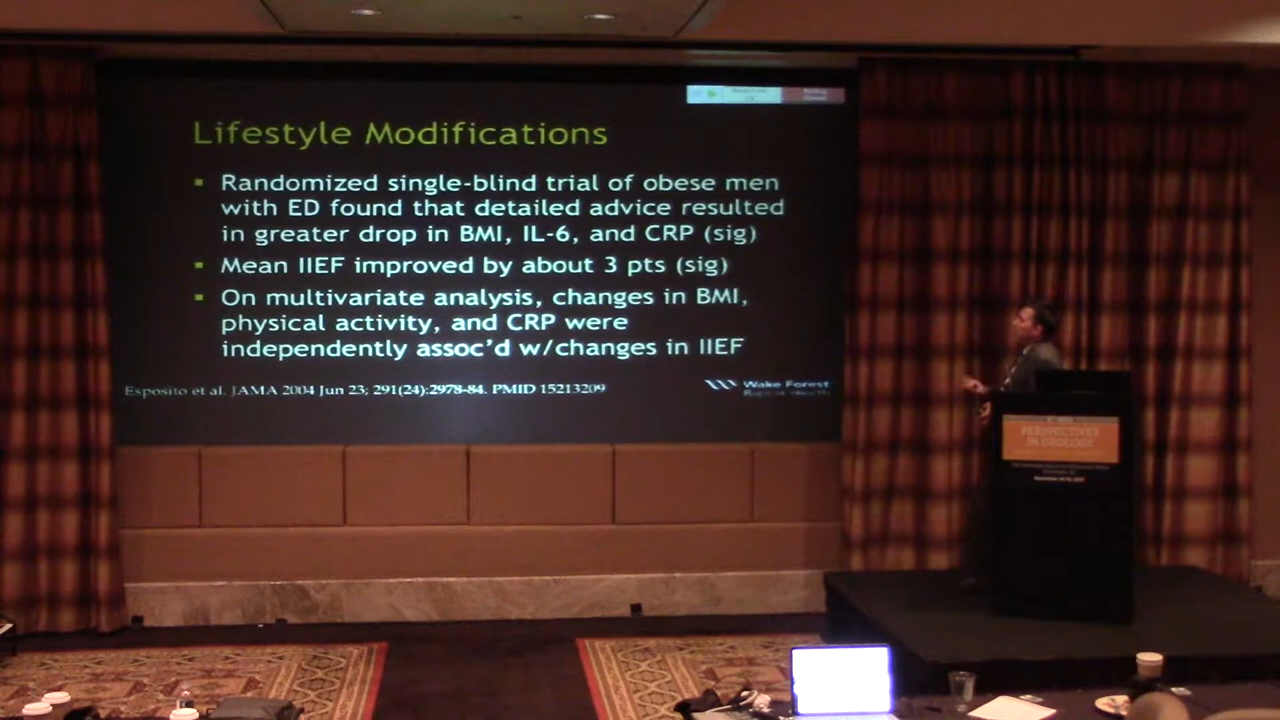 Lifestyle Modifications
▪ Randomized single-blind trial of obese men
with ED found that detailed advice resulted
in greater drop in BMI, IL-6, and CRP (sig)
▪ Mean IIEF improved by about 3 pts (sig)
▪ On multivariate analysis, changes in BMI,
physical activity, and CRP were
independently assoc'd w/changes in IIEF
Esposito et al. JAMA 2004 Jun 23; 291(24):2978-84. PMID 15213209
Wake Forest
PERSPECTIVES
IN UROLOGY